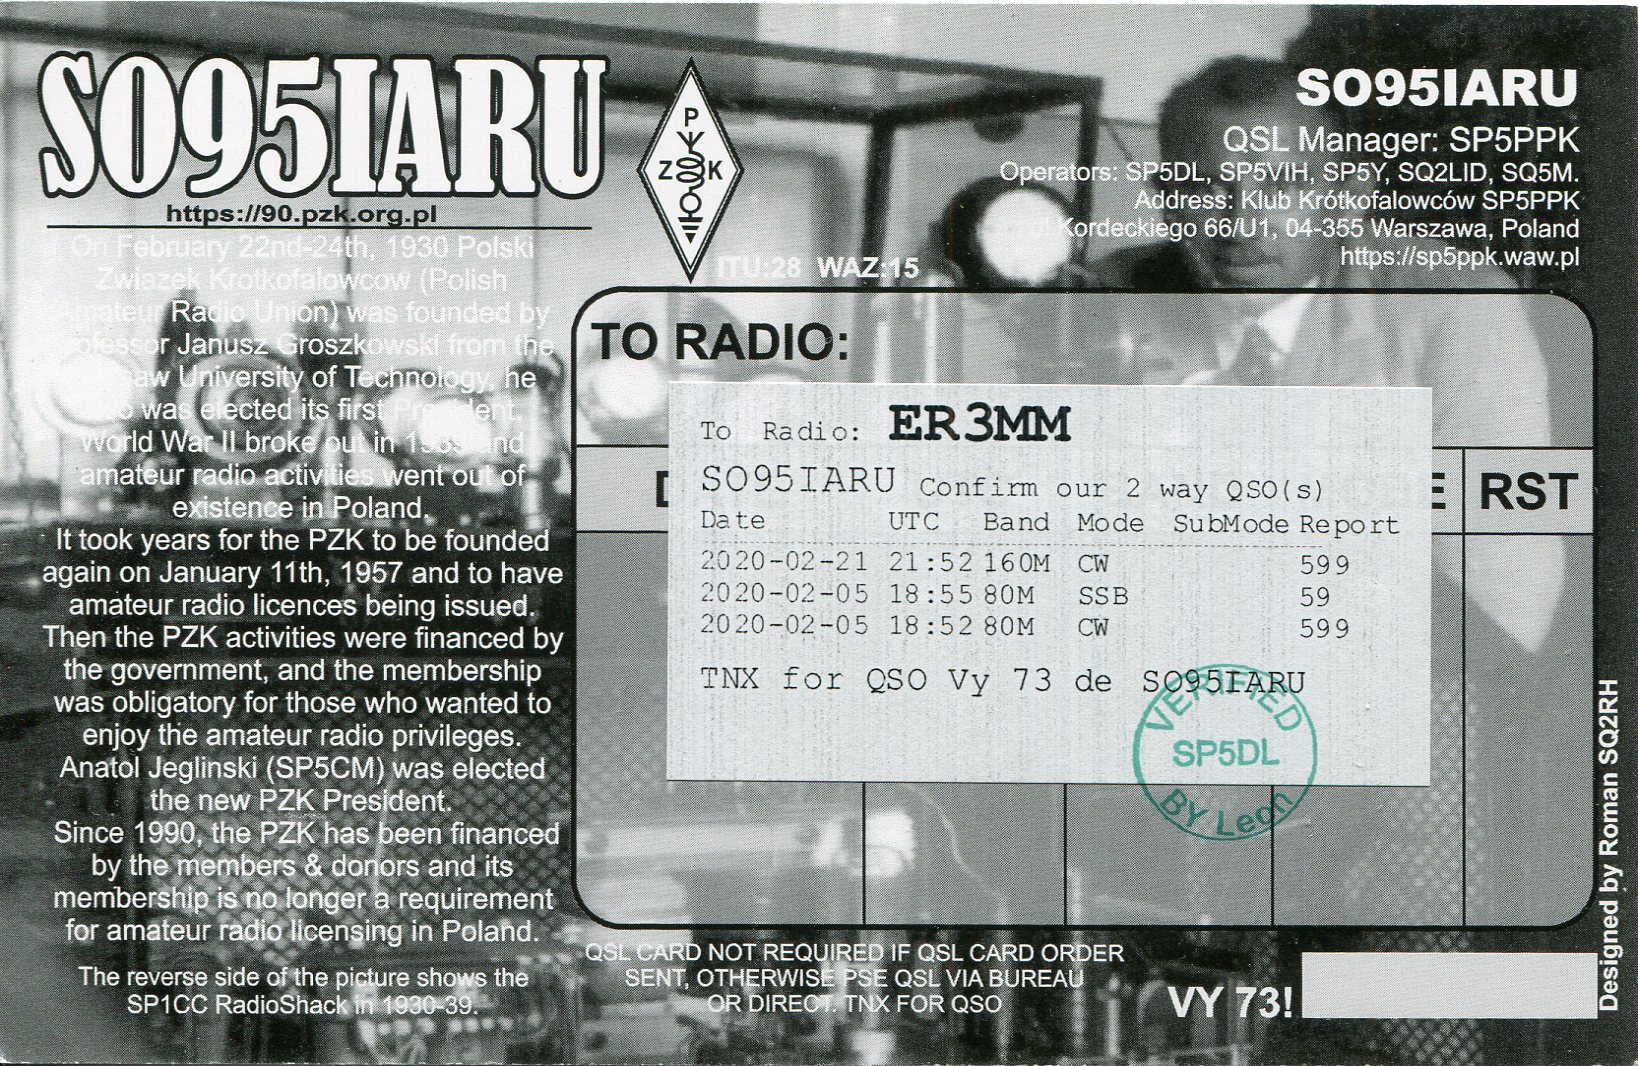 SO95IARU
https://90.pzk.org.pl
On February 22nd-24th, 1930 Polski
Zwiazek Krotkofalowcow (Polish
Amateur Radio Union) was founded by
Professor Janusz Groszkowski from the
University of Technology, he
was elected its first President.
World War II broke out in 1939 and
amateur radio activities went out of
existence in Poland.
It took years for the PZK to be founded
again on January 11th, 1957 and to have
amateur radio licences being issued.
Then the PZK activities were financed by
the government, and the membership
was obligatory for those who wanted to
enjoy the amateur radio privileges.
Anatol Jeglinski (SP5CM) was elected
the new PZK President.
Since 1990, the PZK has been financed
by the members & donors and its
membership is no longer a requirement
for amateur radio licensing in Poland.
The reverse side of the picture shows the
SP1CC RadioShack in 1930-39.
P
Z K
ITU:28 WAZ:15
SO95IARU
QSL Manager: SP5PPK
Operators: SP5DL, SP5VIH, SP5Y, SQ2LID, SQ5M.
Address: Klub Krótkofalowców SP5PPK
Kordeckiego 66/U1, 04-355 Warszawa, Poland
https://sp5ppk.waw.pl
TO RADIO:
RST
To Radio: ER3MM
SO95IARU Confirm our 2 way QSO(s)
Date UTC Band Mode SubMode Report
2020-02-21 21:52 160M CW 599
2020-02-05 18:55 80M SSB 59
2020-02-05 18:52 80M CW 599
TNX for QSO Vy 73 de SO95IARU
VERIFIED
SP5DL
BY Leon
QSL CARD NOT REQUIRED IF QSL CARD ORDER
SENT, OTHERWISE PSE QSL VIA BUREAU
OR DIRECT. TNX FOR QSO
VY 73!
Designed by Roman SQ2RH